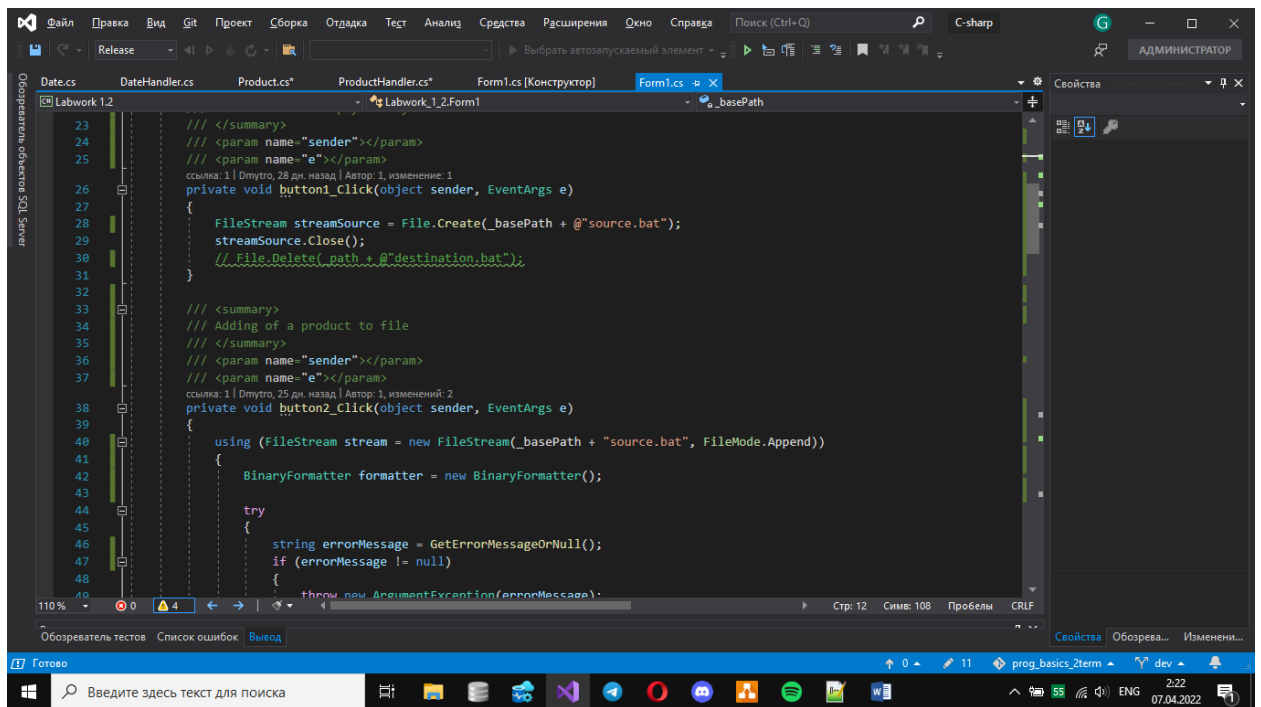 Файл Правка Вид Git Проект Сборка Отладка Тест Анализ Средства Расширения Окно Справка Поиск (Ctrl+Q) C-sharp G
Release Выбрать автозапускаемый элемент АДМИНИСТРАТОР
Обозреватель объектов SQL Server
Date.cs DateHandler.cs Product.cs* ProductHandler.cs* Form1.cs [Конструктор] Form1.cs Свойства
C# Labwork 1.2 Labwork_1_2.Form1 _basePath
23 /// </summary>
24 /// <param name="sender"></param>
25 /// <param name="e"></param>
ссылка: 1 | Dmytro, 28 дн. назад | Автор: 1, изменение: 1
26 private void button1_Click(object sender, EventArgs e)
27 {
28 FileStream streamSource = File.Create(_basePath + @"source.bat");
29 streamSource.Close();
30 // File.Delete(_path + @"destination.bat");
31 }
32
33 /// <summary>
34 /// Adding of a product to file
35 /// </summary>
36 /// <param name="sender"></param>
37 /// <param name="e"></param>
ссылка: 1 | Dmytro, 25 дн. назад | Автор: 1, изменений: 2
38 private void button2_Click(object sender, EventArgs e)
39 {
40 using (FileStream stream = new FileStream(_basePath + "source.bat", FileMode.Append))
41 {
42 BinaryFormatter formatter = new BinaryFormatter();
43
44 try
45 {
46 string errorMessage = GetErrorMessageOrNull();
47 if (errorMessage != null)
48 {
49 throw new ArgumentException(errorMessage);
110 % 0 4 Стр: 12 Симв: 108 Пробелы CRLF
Обозреватель тестов Список ошибок Вывод Свойства Обозрева... Изменени...
Готово 0 11 prog_basics_2term dev
Введите здесь текст для поиска 55 ENG 2:22
07.04.2022 1